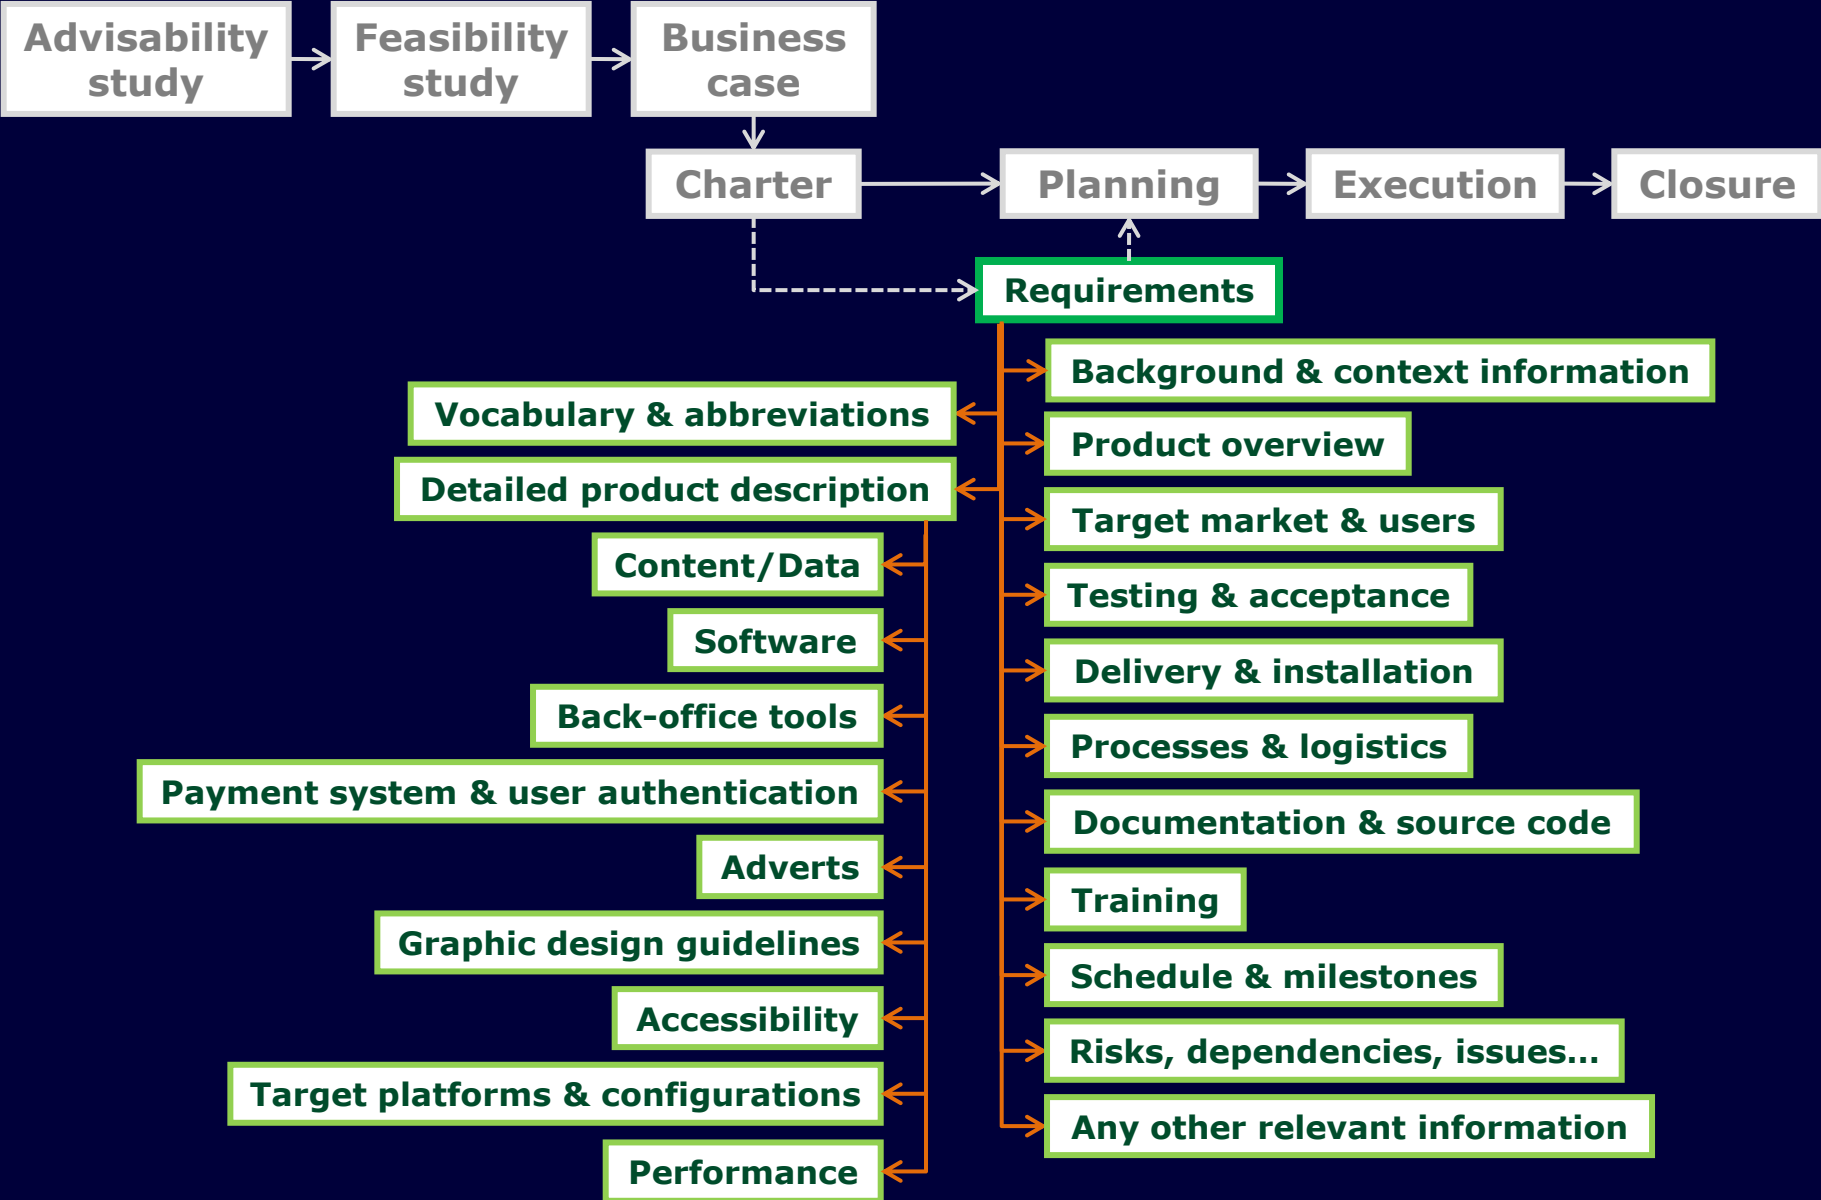 Advisability
study
Feasibility
study
Business
case
Charter
Planning
Execution
Closure
Requirements
Background & context information
Vocabulary & abbreviations
Product overview
Detailed product description
Target market & users
Content/Data
Testing & acceptance
Software
Delivery & installation
Back-office tools
Processes & logistics
Payment system & user authentication
Documentation & source code
Adverts
Training
Graphic design guidelines
Schedule & milestones
Accessibility
Risks, dependencies, issues...
Target platforms & configurations
Any other relevant information
Performance